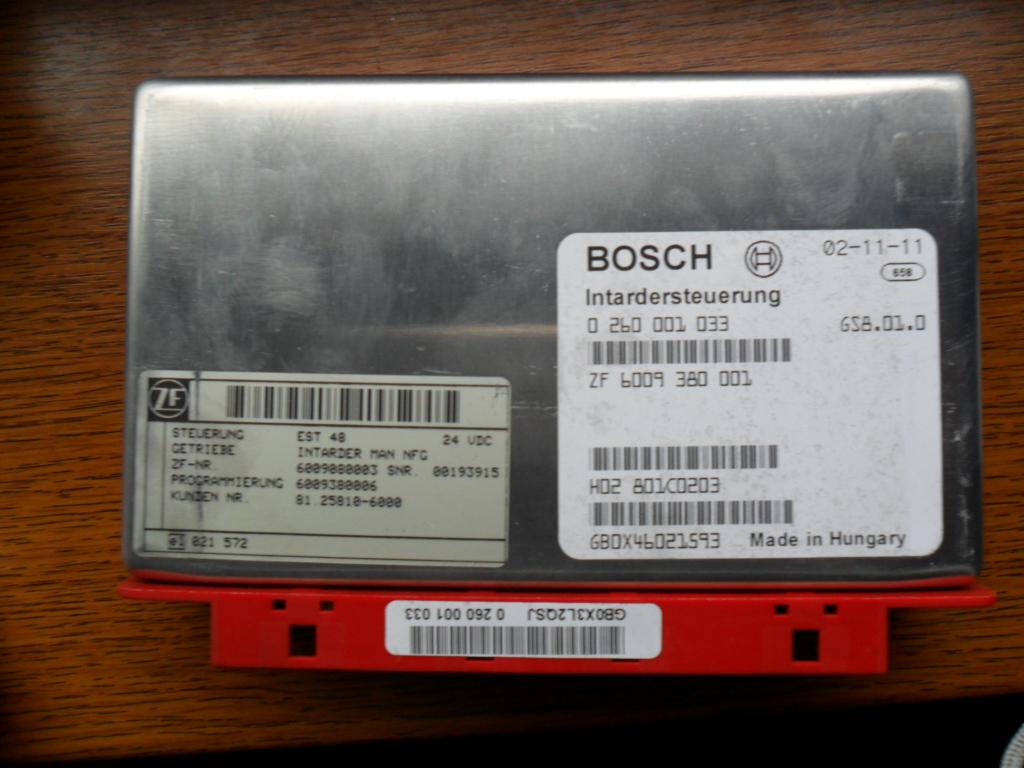 BOSCH 02-11-11
658
Intardersteuerung
0 260 001 033 GS8.01.0
ZF 6009 380 001
H02 801C0203
GB0X46021593 Made in Hungary
ZF
STEUERUNG EST 48 24 VDC
GETRIEBE INTARDER MAN NFG
ZF-NR. 6009080003 SNR. 00193915
PROGRAMMIERUNG 6009380006
KUNDEN NR. 81.25810-6000
e1 021 572
GB0X3L2QSJ 0 260 001 033